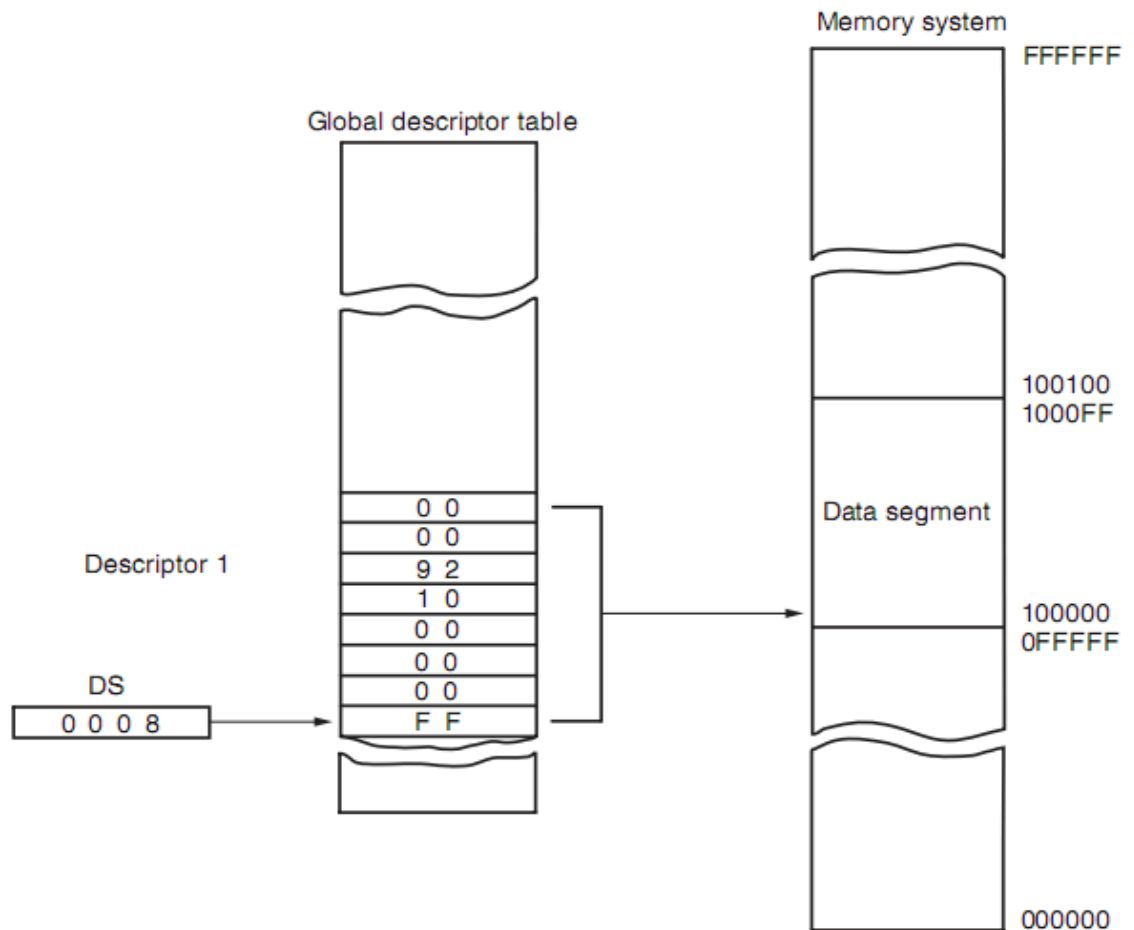 Memory system
FFFFFF
Global descriptor table
100100
1000FF
0 0
0 0
Data segment
9 2
Descriptor 1
1 0
100000
0 0
0FFFFF
0 0
DS
0 0
0 0 0 8
F F
000000